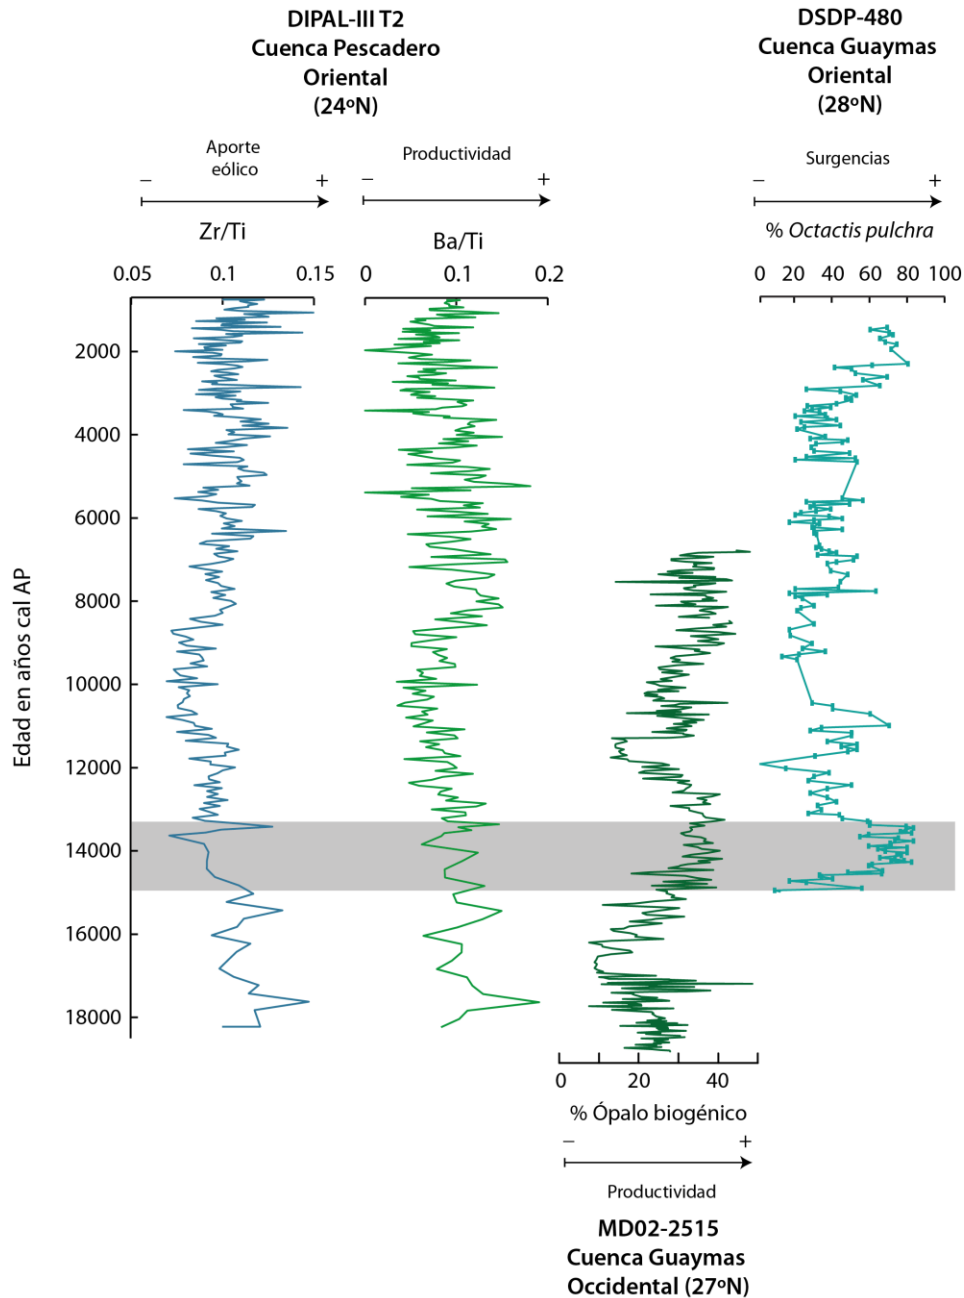 DIPAL-III T2
Cuenca Pescadero
Oriental
(24ºN)
DSDP-480
Cuenca Guaymas
Oriental
(28ºN)
Aporte
eólico
− +
Productividad
− +
Surgencias
− +
Zr/Ti
Ba/Ti
% Octactis pulchra
0.05 0.1 0.15
0 0.1 0.2
0 20 40 60 80 100
Edad en años cal AP
2000
4000
6000
8000
10000
12000
14000
16000
18000
0 20 40
% Ópalo biogénico
− +
Productividad
MD02-2515
Cuenca Guaymas
Occidental (27ºN)